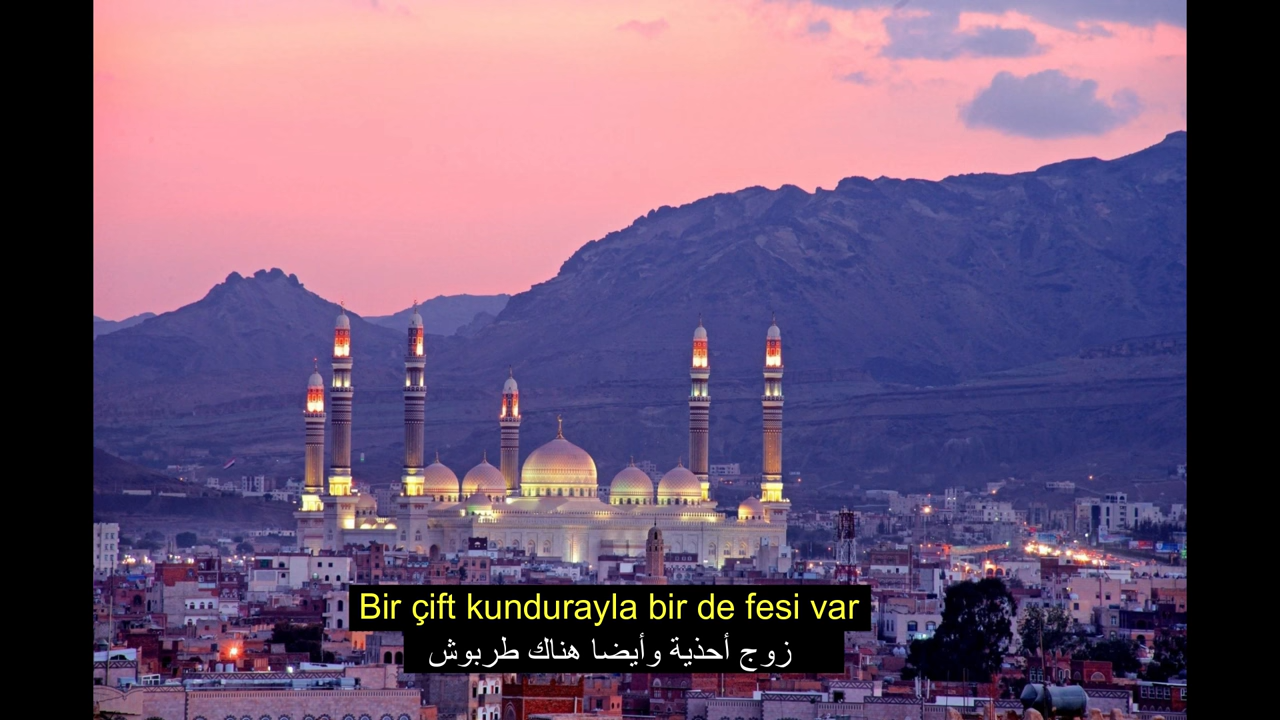 Bir çift kundurayla bir de fesi var
زوج أحذية وأيضا هناك طربوش